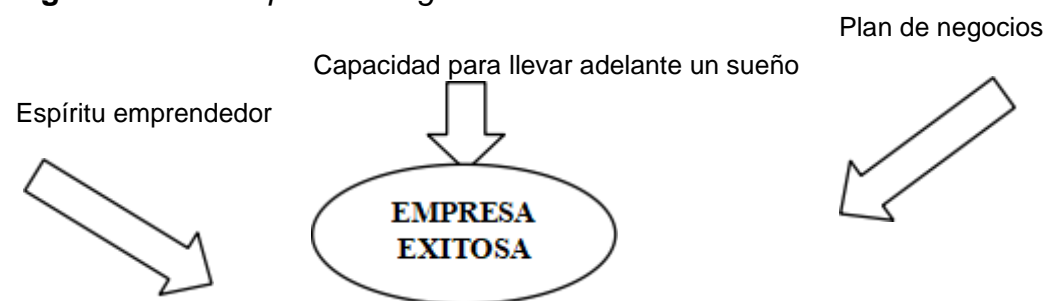 Plan de negocios
Capacidad para llevar adelante un sueño
Espíritu emprendedor
EMPRESA
EXITOSA